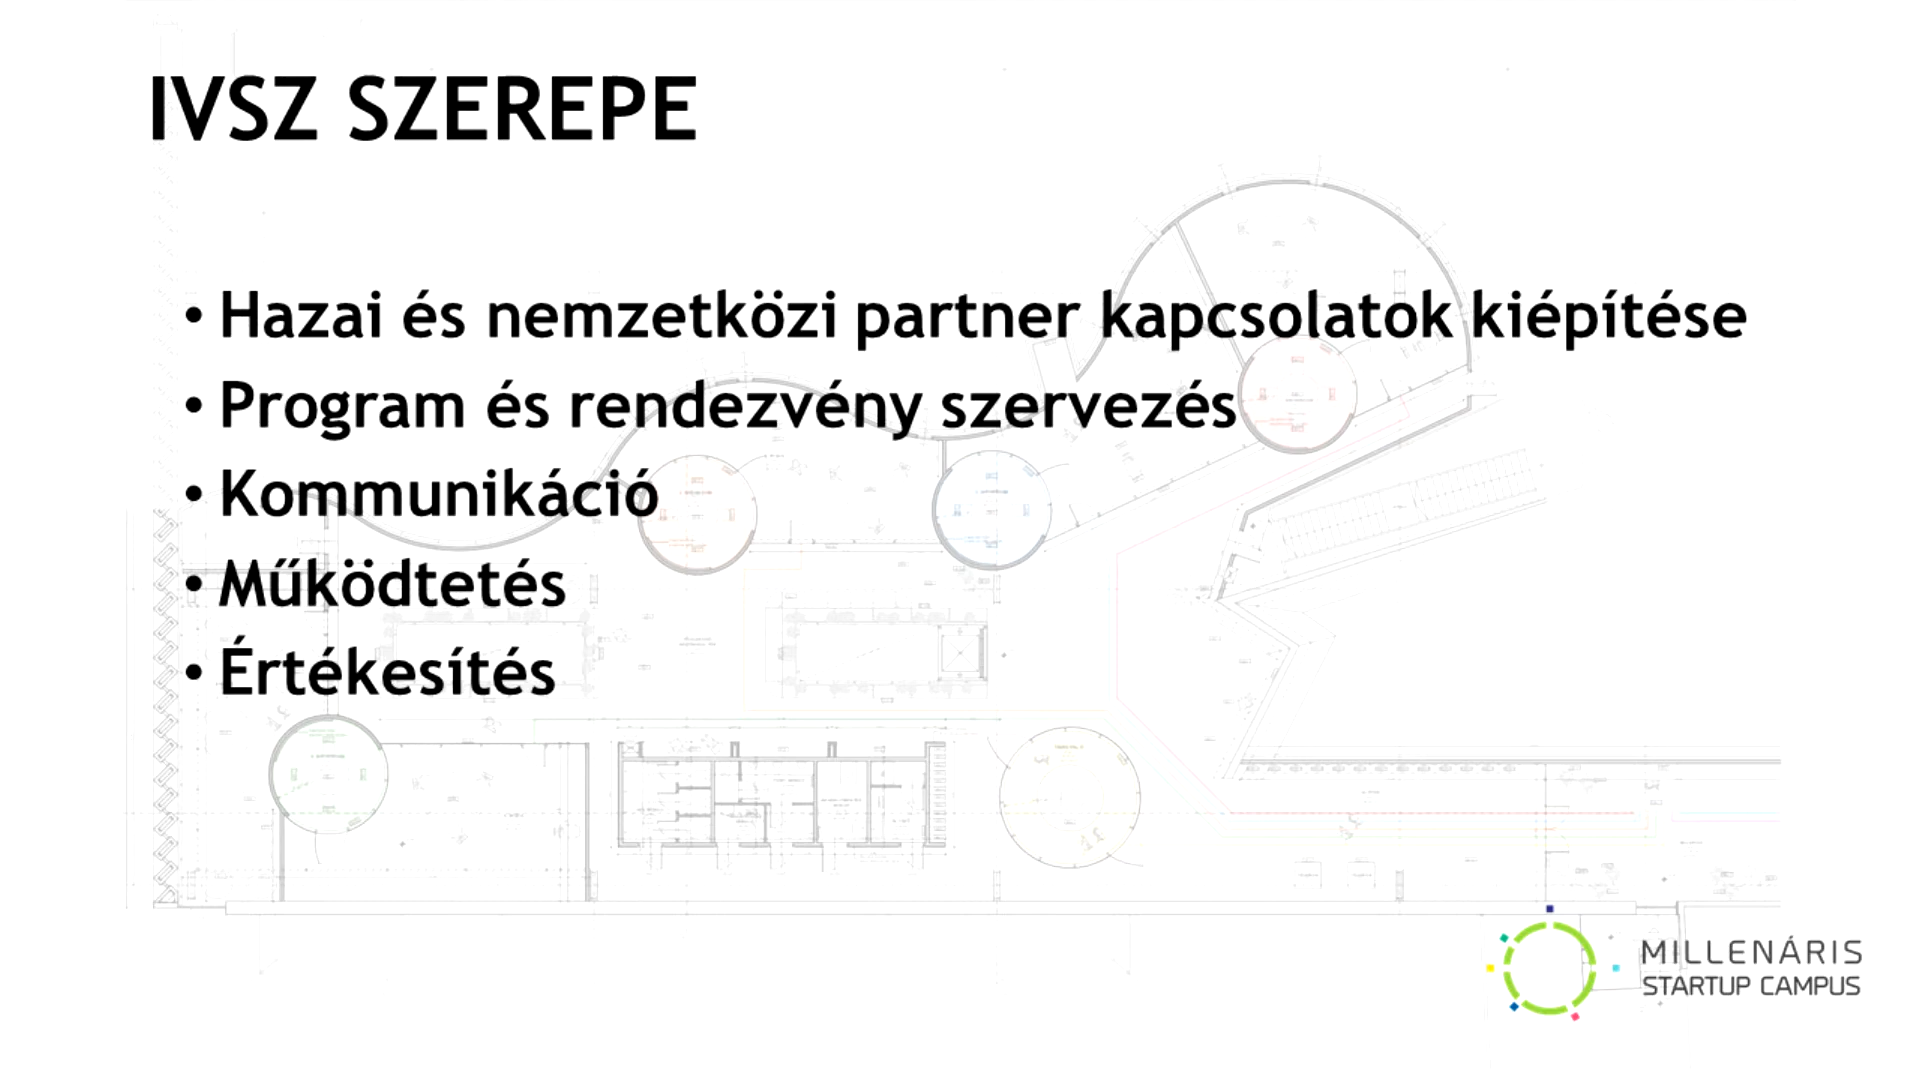 IVSZ SZEREPE
• Hazai és nemzetközi partner kapcsolatok kiépítése
• Program és rendezvény szervezés
• Kommunikáció
• Működtetés
• Értékesítés
MILLENÁRIS
STARTUP CAMPUS